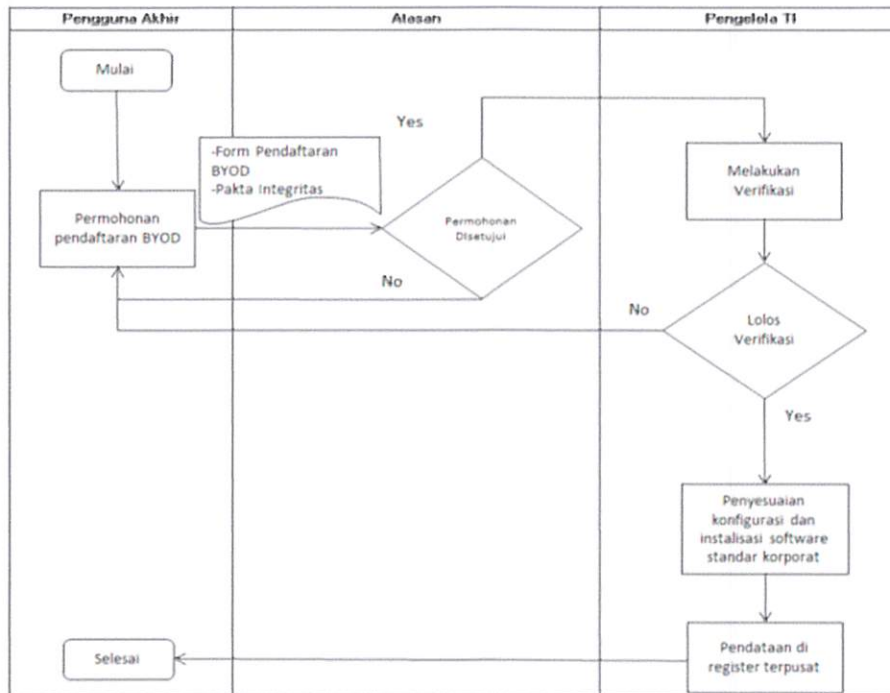 Pengguna Akhir
Atasan
Pengelola TI
Mulai
Yes
-Form Pendaftaran
BYOD
-Pakta Integritas
Melakukan
Verifikasi
Permohonan
pendaftaran BYOD
Permohonan
Disetujui
No
No
Lolos
Verifikasi
Yes
Penyesuaian
konfigurasi dan
instalisasi software
standar korporat
Selesai
Pendataan di
register terpusat